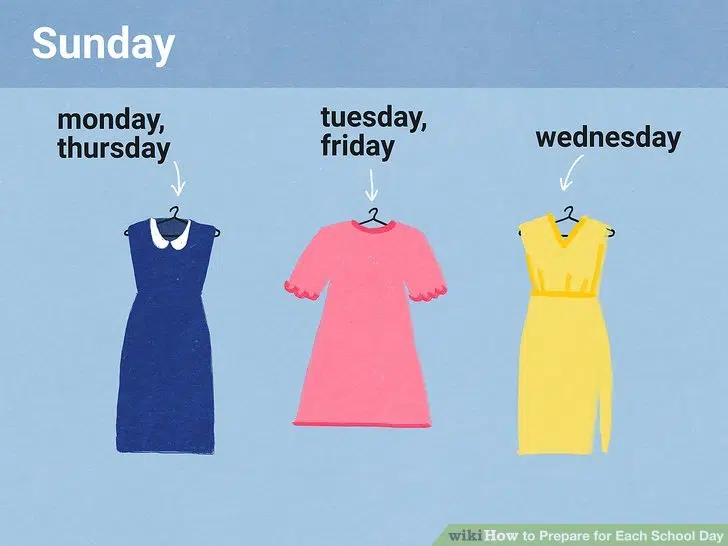 Sunday
monday,
thursday
tuesday,
friday
wednesday
wikiHow to Prepare for Each School Day